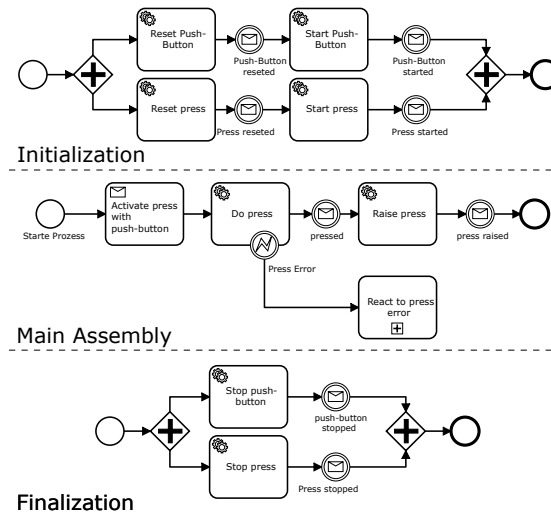 Reset Push-
Button
Push-Button
reseted
Start Push-
Button
Push-Button
started
Reset press
Press reseted
Start press
Press started
Initialization
Starte Prozess
Activate press
with
push-button
Do press
Press Error
pressed
Raise press
press raised
React to press
error
Main Assembly
Stop push-
button
push-button
stopped
Stop press
Press stopped
Finalization